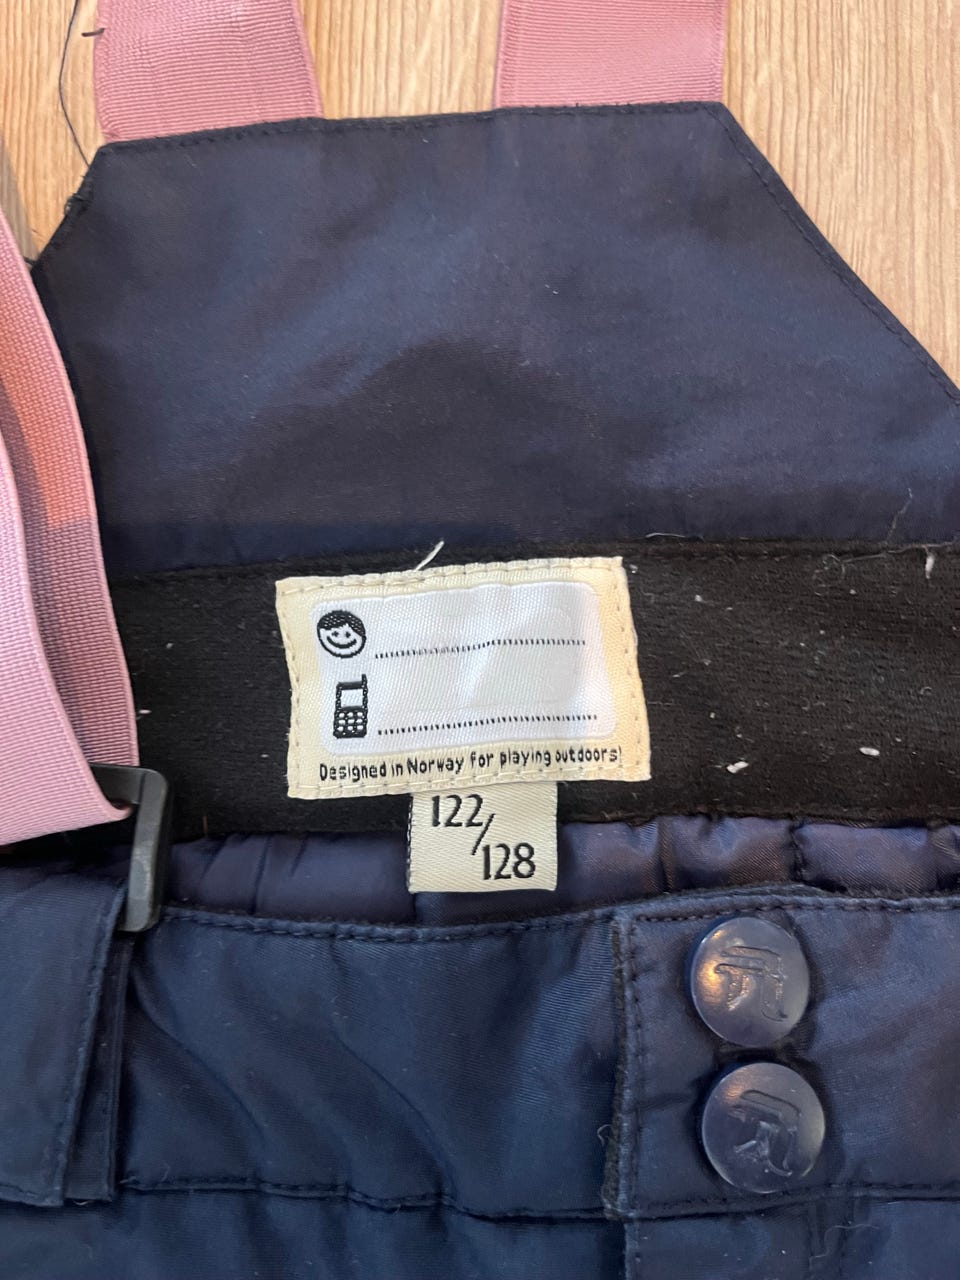 Designed in Norway for playing outdoors!
122/128